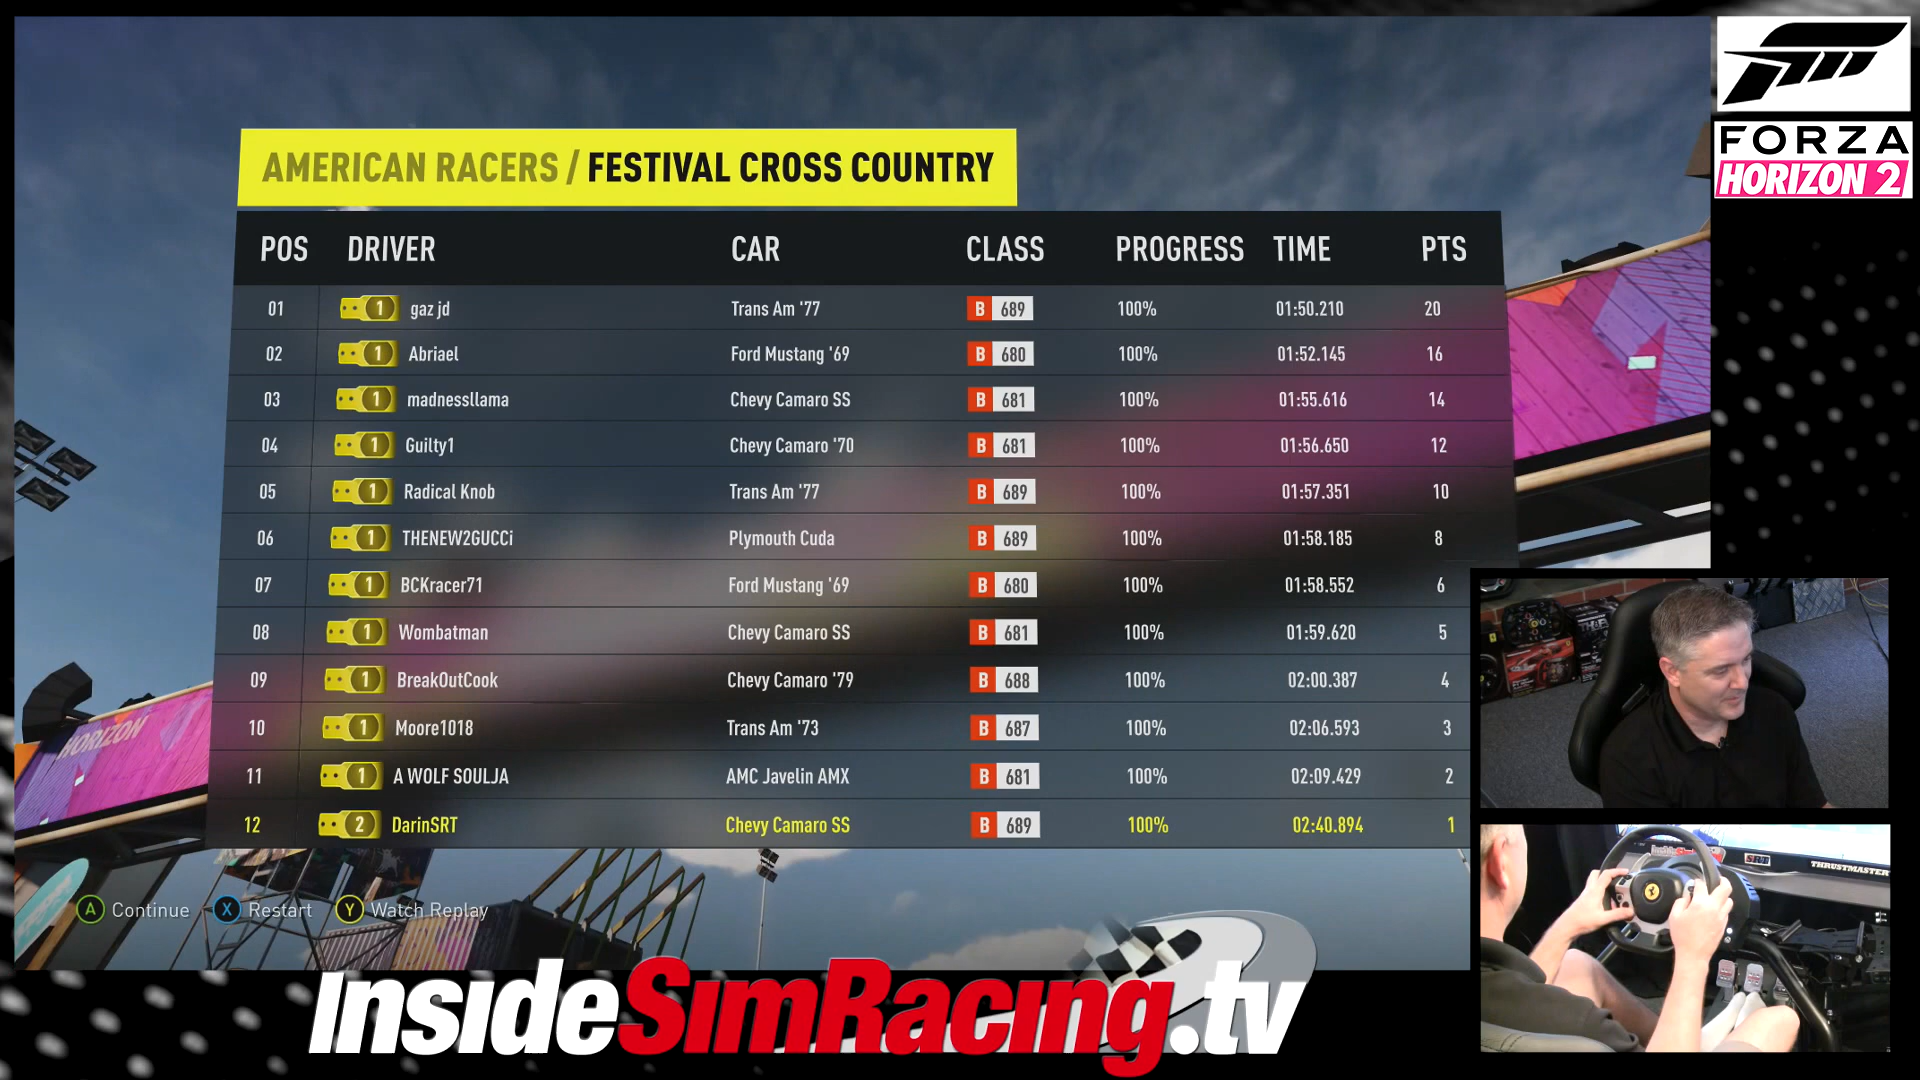 FORZA
HORIZON 2
AMERICAN RACERS / FESTIVAL CROSS COUNTRY
POS DRIVER CAR CLASS PROGRESS TIME PTS
01 1 gaz jd Trans Am '77 B 689 100% 01:50.210 20
02 1 Abriael Ford Mustang '69 B 680 100% 01:52.145 16
03 1 madnessllama Chevy Camaro SS B 681 100% 01:55.616 14
04 1 Guilty1 Chevy Camaro '70 B 681 100% 01:56.650 12
05 1 Radical Knob Trans Am '77 B 689 100% 01:57.351 10
06 1 THENEW2GUCCi Plymouth Cuda B 689 100% 01:58.185 8
07 1 BCKracer71 Ford Mustang '69 B 680 100% 01:58.552 6
08 1 Wombatman Chevy Camaro SS B 681 100% 01:59.620 5
09 1 BreakOutCook Chevy Camaro '79 B 688 100% 02:00.387 4
10 1 Moore1018 Trans Am '73 B 687 100% 02:06.593 3
11 1 A WOLF SOULJA AMC Javelin AMX B 681 100% 02:09.429 2
12 2 DarinSRT Chevy Camaro SS B 689 100% 02:40.894 1
HORIZON
A Continue X Restart Y Watch Replay
SRT THRUSTMASTER
InsideSimRacing.tv